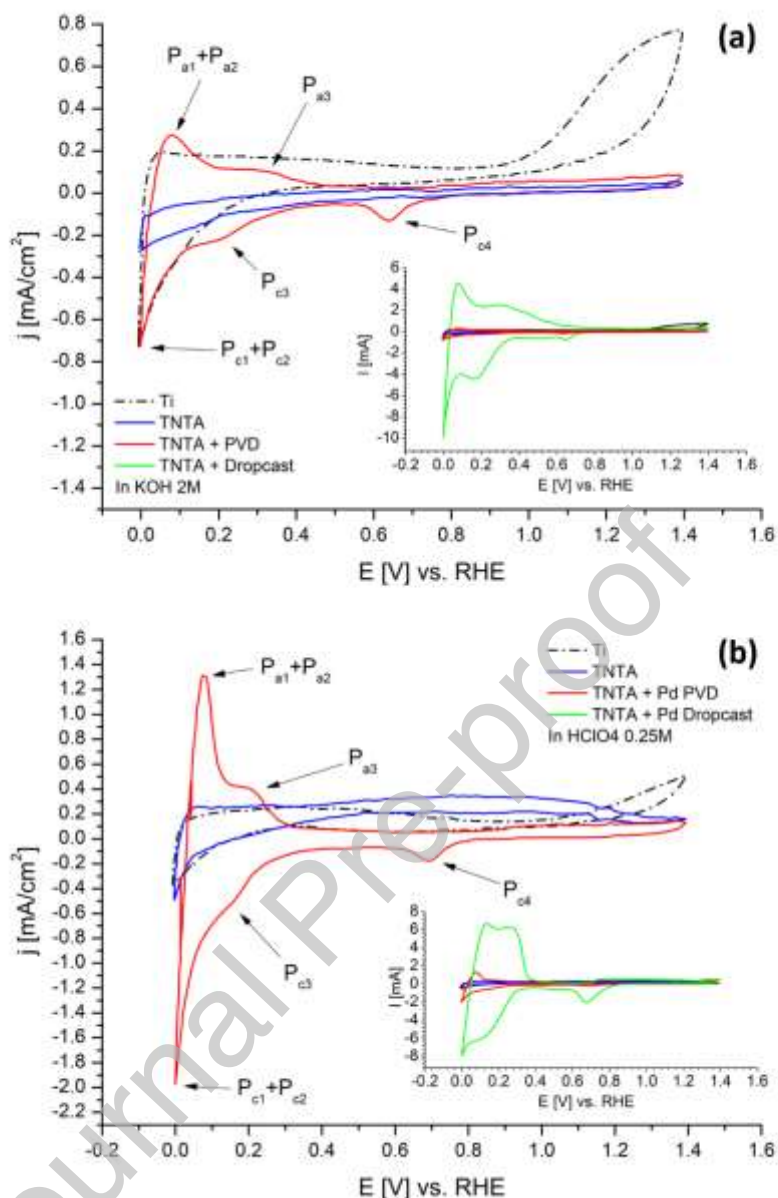 (a)
Pa1+Pa2
Pa3
Pc4
Pc3
Pc1+Pc2
0.8
0.6
0.4
0.2
0.0
-0.2
-0.4
-0.6
-0.8
-1.0
-1.2
-1.4
j [mA/cm2]
Ti
TNTA
TNTA + PVD
TNTA + Dropcast
In KOH 2M
6
4
2
0
-2
-4
-6
-8
-10
I [mA]
-0.2 0.0 0.2 0.4 0.6 0.8 1.0 1.2 1.4 1.6
E [V] vs. RHE
0.0 0.2 0.4 0.6 0.8 1.0 1.2 1.4 1.6
E [V] vs. RHE
(b)
Pa1+Pa2
Pa3
Pc4
Pc3
Pc1+Pc2
Ti
TNTA
TNTA + Pd PVD
TNTA + Pd Dropcast
In HClO4 0.25M
1.6
1.4
1.2
1.0
0.8
0.6
0.4
0.2
0.0
-0.2
-0.4
-0.6
-0.8
-1.0
-1.2
-1.4
-1.6
-1.8
-2.0
-2.2
j [mA/cm2]
8
6
4
2
0
-2
-4
-6
-8
I [mA]
-0.2 0.0 0.2 0.4 0.6 0.8 1.0 1.2 1.4 1.6
E [V] vs. RHE
-0.2 0.0 0.2 0.4 0.6 0.8 1.0 1.2 1.4 1.6
E [V] vs. RHE
ournal Pre-proof